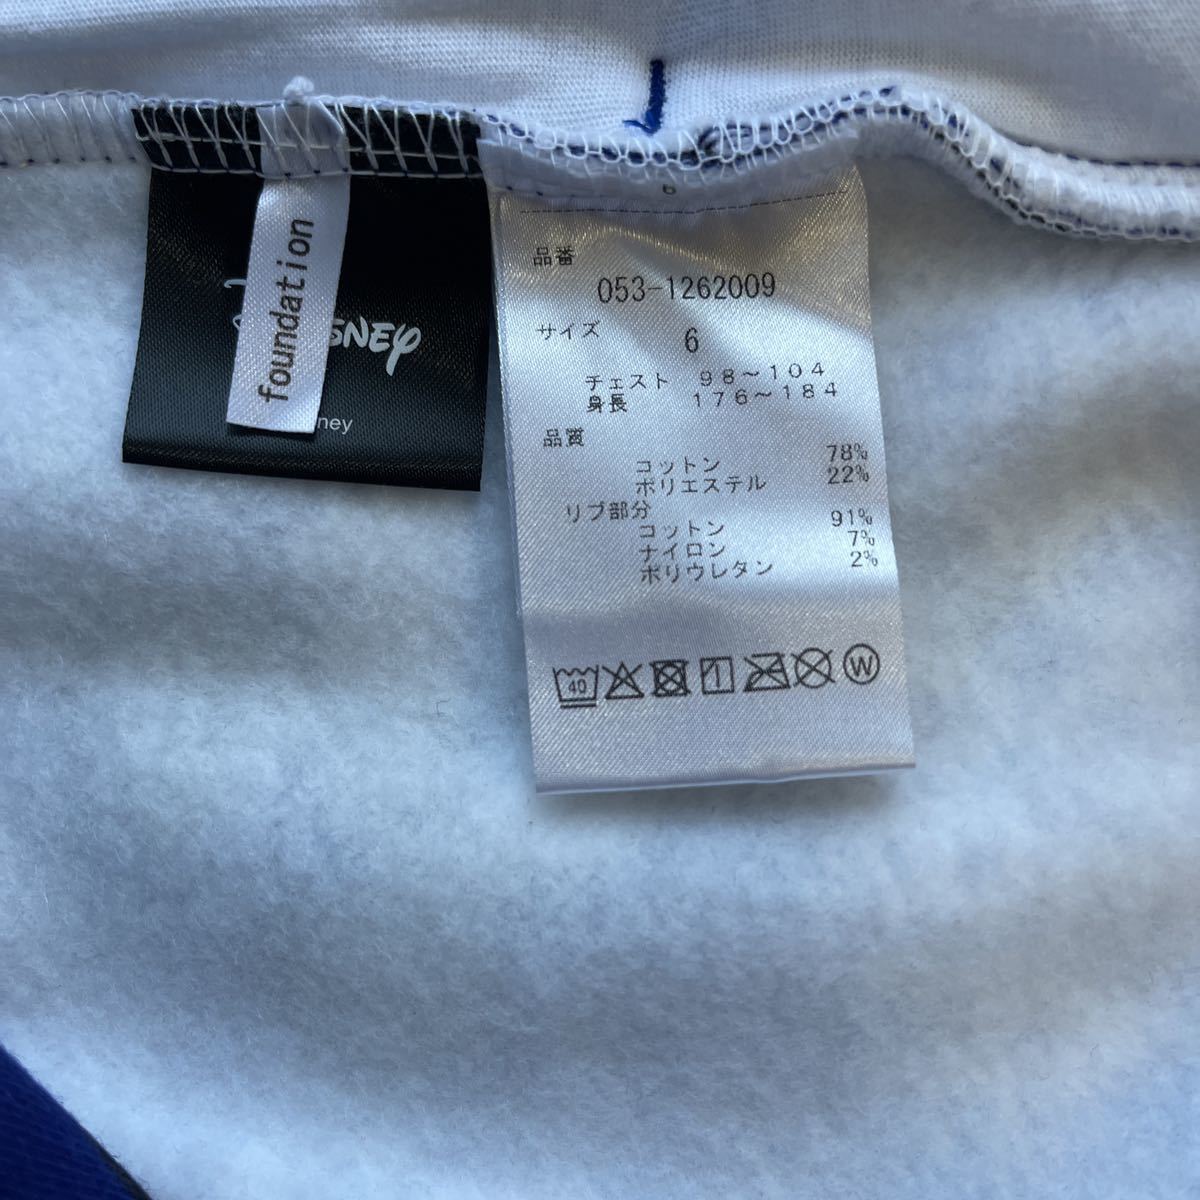 foundation
SNEY
ney
6
品番
053-1262009
サイズ
6
チェスト 98～104
身長 176～184
品質
コットン 78%
ポリエステル 22%
リブ部分
コットン 91%
ナイロン 7%
ポリウレタン 2%
40
W